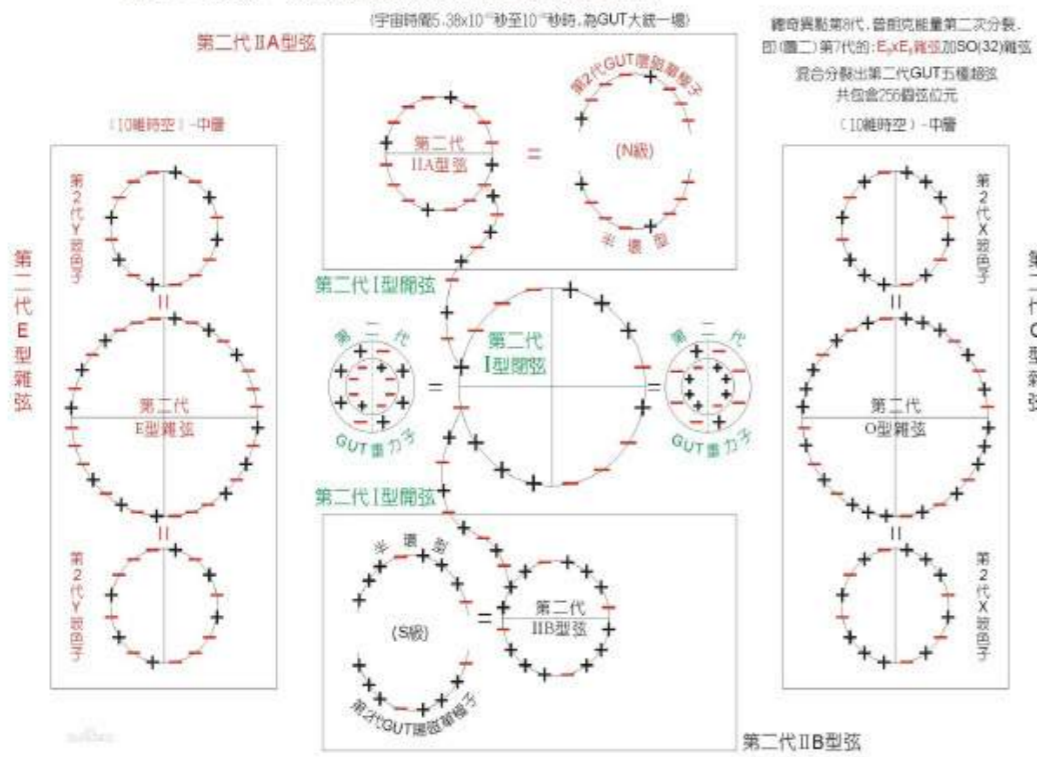 (宇宙時間5.38x10⁻⁴⁴秒至10⁻³⁶秒時,為GUT大統一場)
總奇異點第8代,普朗克能量第二次分裂.
即(圖二)第7代的:E₈xE₈雜弦加SO(32)雜弦
混合分裂出第二代GUT五種超弦
共包含256個弦位元
(10維時空)-中層
第二代ⅡA型弦
第二代
ⅡA型弦
=
第2代GUT陰磁單極子
(N級)
半環型
(10維時空)-中層
第二代E型雜弦
第2代Y玻色子
=
第二代
E型雜弦
=
第2代Y玻色子
第二代Ⅰ型開弦
第二代
GUT重力子
=
第二代
Ⅰ型閉弦
=
第二代
GUT重力子
第二代Ⅰ型開弦
半環型
(S級)
第2代GUT陽磁單極子
=
第二代
ⅡB型弦
第二代ⅡB型弦
第2代X玻色子
=
第二代
O型雜弦
=
第2代X玻色子